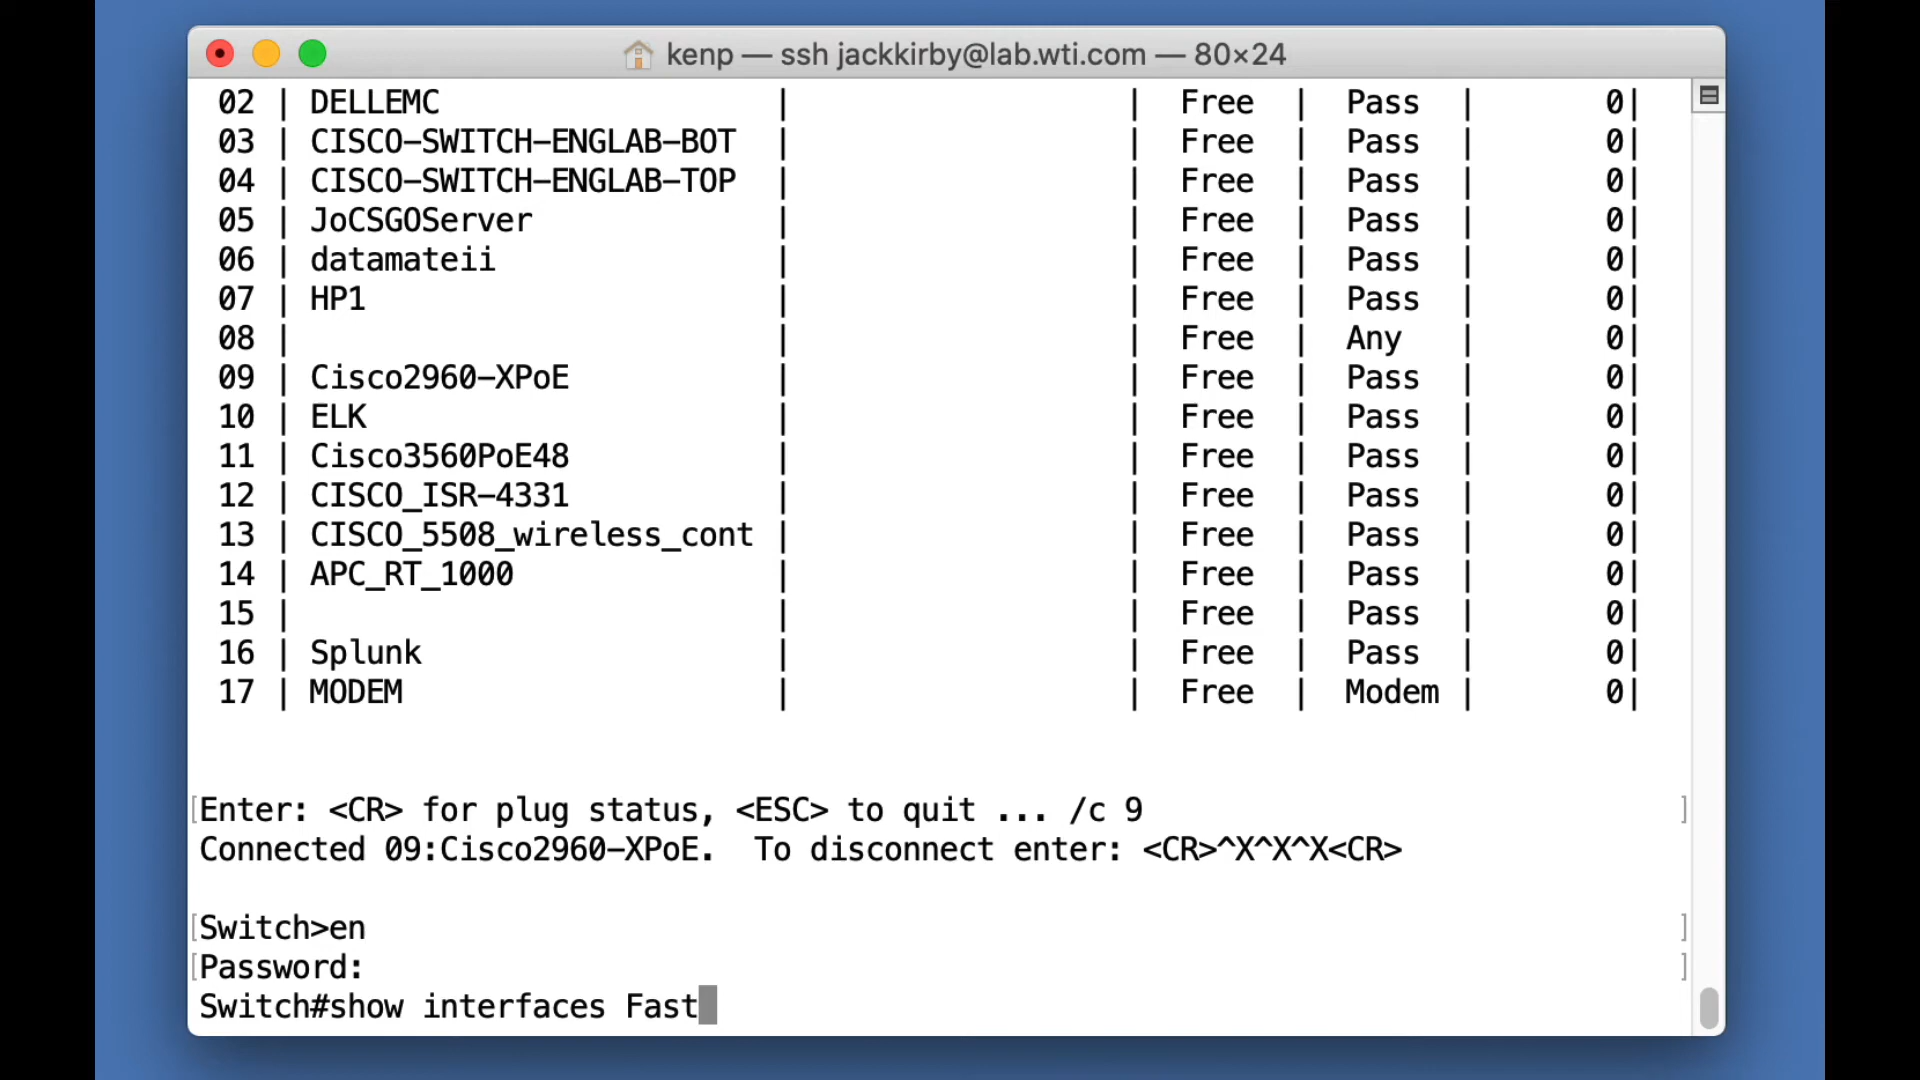 kenp — ssh jackkirby@lab.wti.com — 80×24
02 | DELLEMC | | Free | Pass | 0|
03 | CISCO-SWITCH-ENGLAB-BOT | | Free | Pass | 0|
04 | CISCO-SWITCH-ENGLAB-TOP | | Free | Pass | 0|
05 | JoCSGOServer | | Free | Pass | 0|
06 | datamateii | | Free | Pass | 0|
07 | HP1 | | Free | Pass | 0|
08 | | | Free | Any | 0|
09 | Cisco2960-XPoE | | Free | Pass | 0|
10 | ELK | | Free | Pass | 0|
11 | Cisco3560PoE48 | | Free | Pass | 0|
12 | CISCO_ISR-4331 | | Free | Pass | 0|
13 | CISCO_5508_wireless_cont | | Free | Pass | 0|
14 | APC_RT_1000 | | Free | Pass | 0|
15 | | | Free | Pass | 0|
16 | Splunk | | Free | Pass | 0|
17 | MODEM | | Free | Modem | 0|
[Enter: <CR> for plug status, <ESC> to quit ... /c 9 ]
Connected 09:Cisco2960-XPoE.  To disconnect enter: <CR>^X^X^X<CR>
[Switch>en ]
[Password: ]
Switch#show interfaces Fast